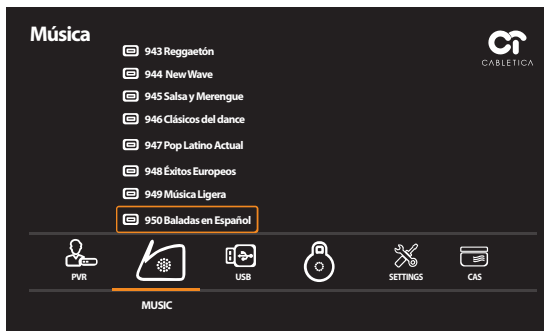 Música
CT
CABLETICA
943 Reggaetón
944 New Wave
945 Salsa y Merengue
946 Clásicos del dance
947 Pop Latino Actual
948 Éxitos Europeos
949 Música Ligera
950 Baladas en Español
PVR
USB
SETTINGS
CAS
MUSIC